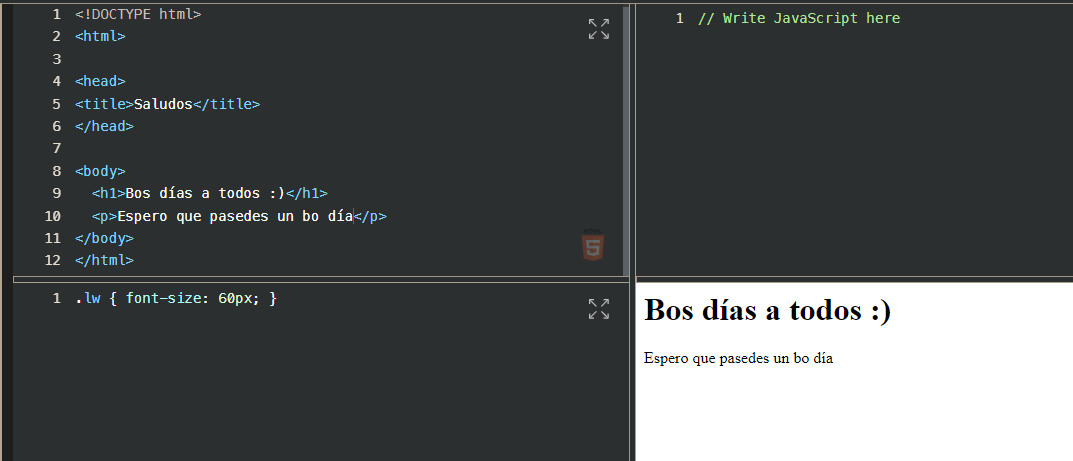 1 <!DOCTYPE html>
2 <html>
3
4 <head>
5 <title>Saludos</title>
6 </head>
7
8 <body>
9 <h1>Bos días a todos :)</h1>
10 <p>Espero que pasedes un bo día</p>
11 </body>
12 </html>
5
1 // Write JavaScript here
1 .lw { font-size: 60px; }
Bos días a todos :)
Espero que pasedes un bo día